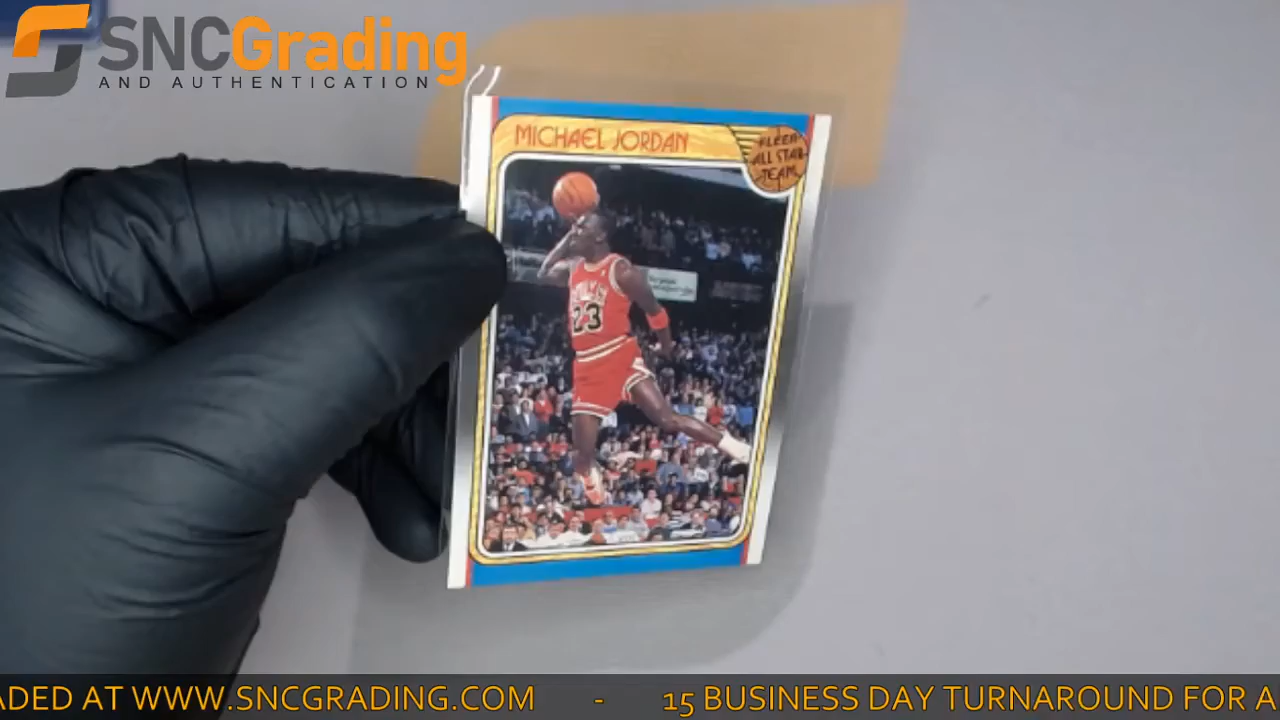 SNCGrading
AND AUTHENTICATION
MICHAEL JORDAN
FLEER
ALL STAR
TEAM
23
ADED AT WWW.SNCGRADING.COM - 15 BUSINESS DAY TURNAROUND FOR A